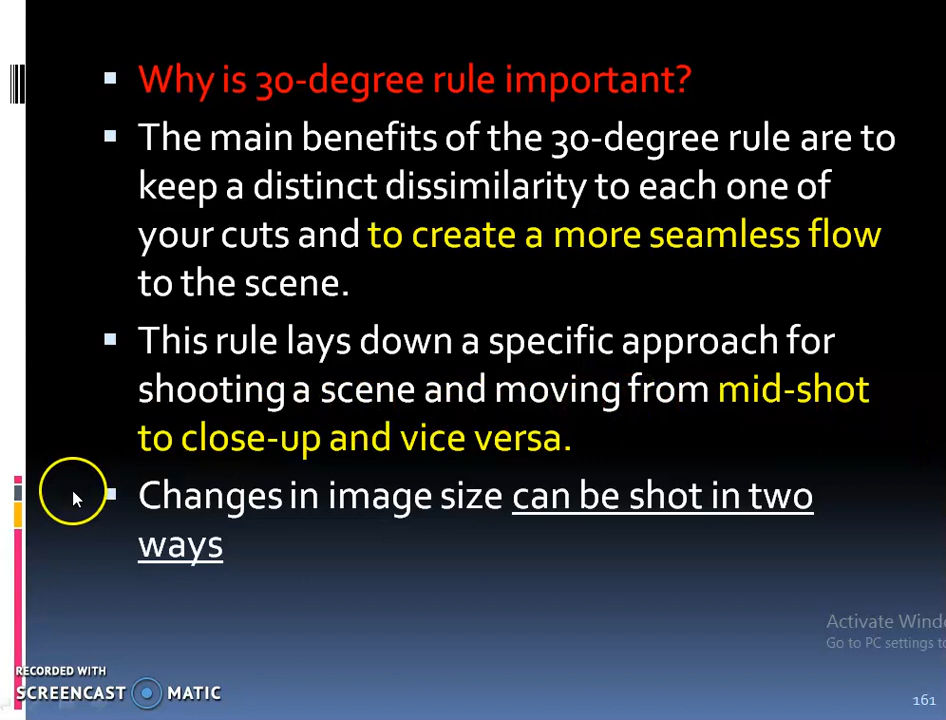 Why is 30-degree rule important?
The main benefits of the 30-degree rule are to
keep a distinct dissimilarity to each one of
your cuts and to create a more seamless flow
to the scene.
This rule lays down a specific approach for
shooting a scene and moving from mid-shot
to close-up and vice versa.
Changes in image size can be shot in two
ways
Activate Wind
Go to PC settings to
RECORDED WITH
SCREENCAST MATIC
161